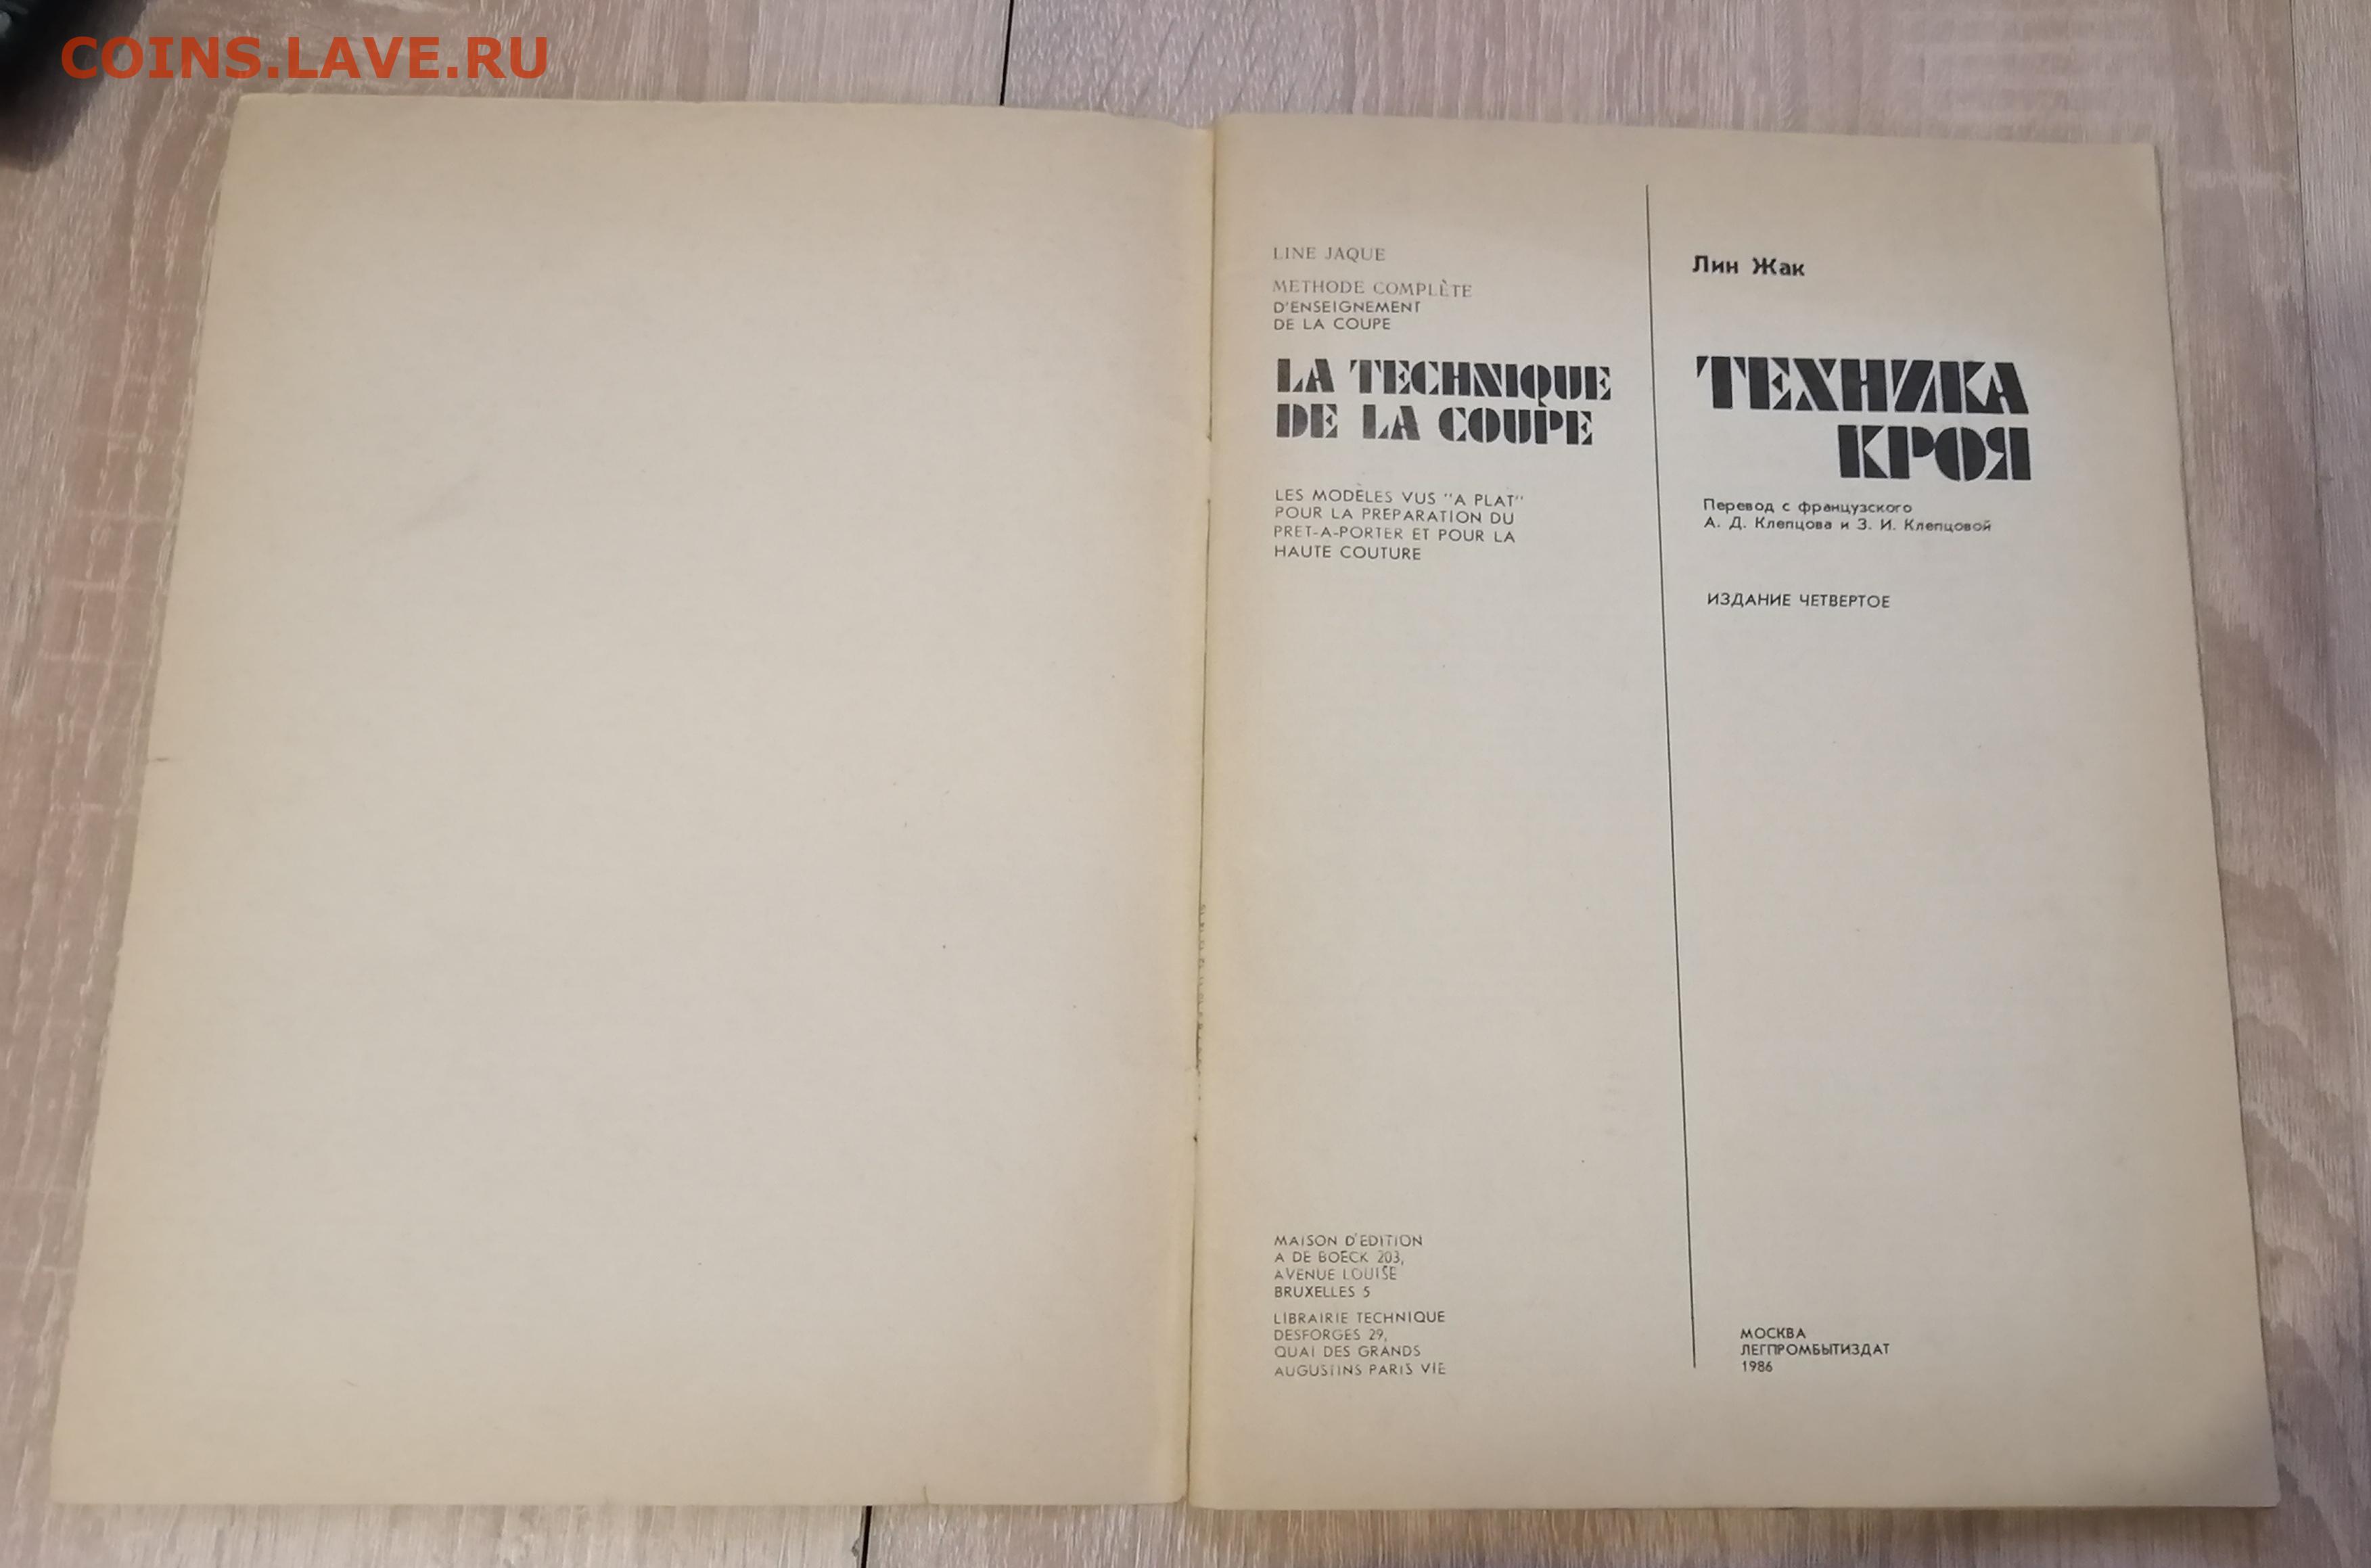 COINS.LAVE.RU
LINE JAQUE
METHODE COMPLÈTE
D'ENSEIGNEMENT
DE LA COUPE
LA TECHNIQUE
DE LA COUPE
LES MODÈLES VUS "A PLAT"
POUR LA PREPARATION DU
PRET-A-PORTER ET POUR LA
HAUTE COUTURE
MAISON D'EDITION
A DE BOECK 203,
AVENUE LOUISE
BRUXELLES 5
LIBRAIRIE TECHNIQUE
DESFORGES 29,
QUAI DES GRANDS
AUGUSTINS PARIS VIE
Лин Жак
ТЕХНИКА
КРОЯ
Перевод с французского
А. Д. Клепцова и З. И. Клепцовой
ИЗДАНИЕ ЧЕТВЕРТОЕ
МОСКВА
ЛЕГПРОМБЫТИЗДАТ
1986